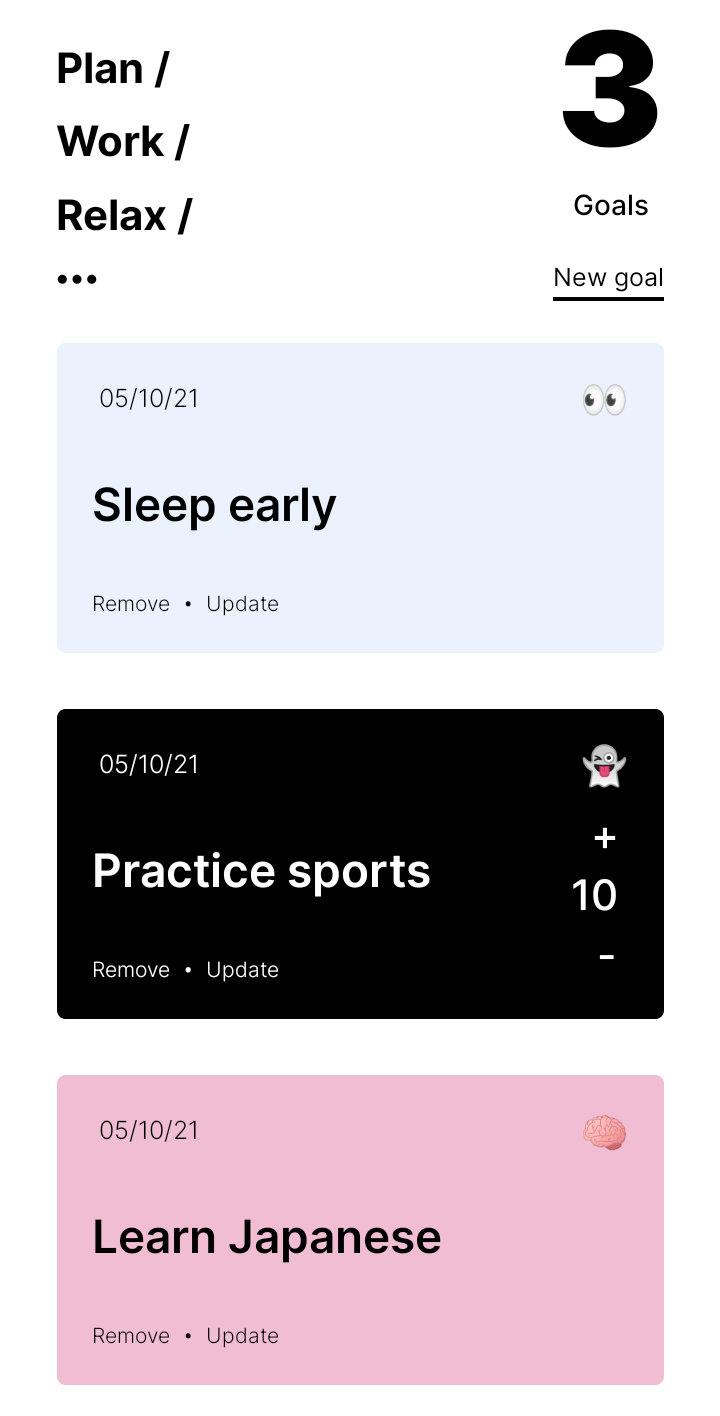 Plan /
Work /
Relax /
...
3
Goals
New goal
05/10/21
Sleep early
Remove • Update
05/10/21
Practice sports
+
10
-
Remove • Update
05/10/21
Learn Japanese
Remove • Update